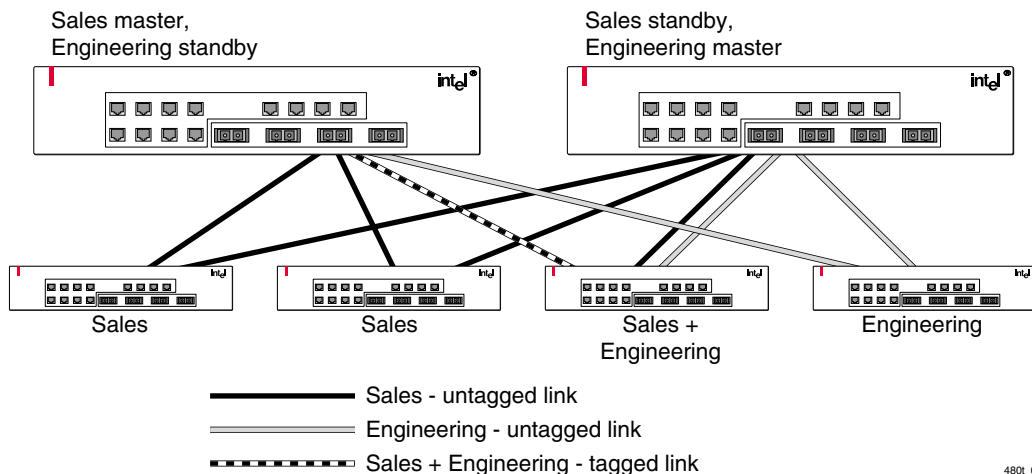 Sales master,
Engineering standby
Sales standby,
Engineering master
intel ®
intel ®
intel
intel
intel
intel
Sales
Sales
Sales +
Engineering
Engineering
Sales - untagged link
Engineering - untagged link
Sales + Engineering - tagged link